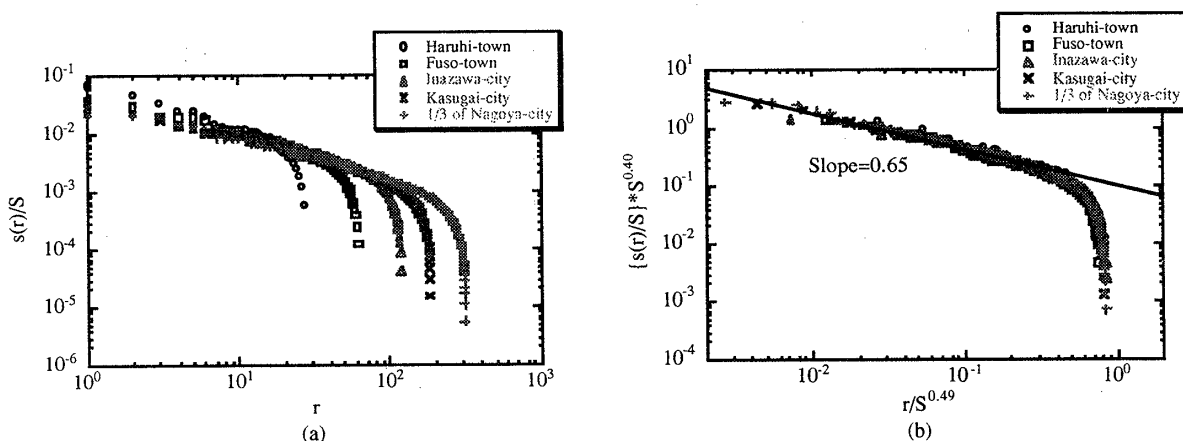 Haruhi-town
Fuso-town
Inazawa-city
Kasugai-city
1/3 of Nagoya-city
s(r)/S
10^-1
10^-2
10^-3
10^-4
10^-5
10^-6
10^0 10^1 10^2 10^3
r
(a)
Haruhi-town
Fuso-town
Inazawa-city
Kasugai-city
1/3 of Nagoya-city
{s(r)/S}*S^0.40
10^2
10^1
10^0
10^-1
10^-2
10^-3
10^-4
Slope=0.65
10^-2 10^-1 10^0
r/S^0.49
(b)